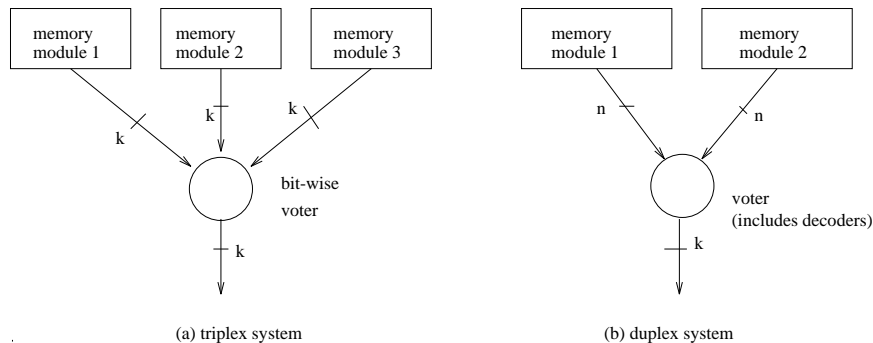 memory
module 1
memory
module 2
memory
module 3
k
k
k
bit-wise
voter
k
(a) triplex system
memory
module 1
memory
module 2
n
n
voter
(includes decoders)
k
(b) duplex system